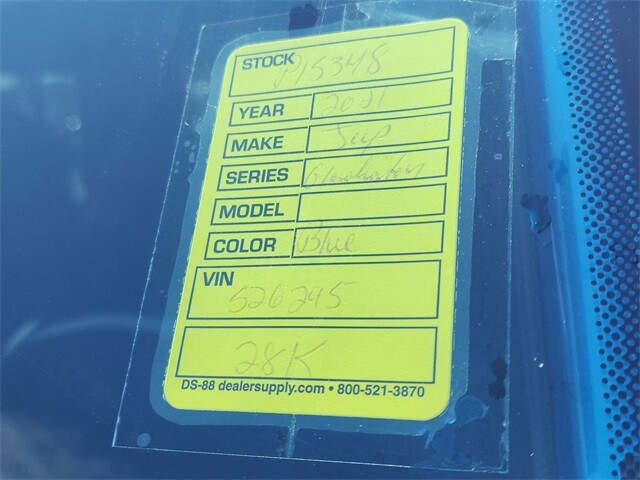 STOCK P15348
YEAR 2021
MAKE Jeep
SERIES
MODEL
COLOR Blue
VIN
526295
28K
DS-88 dealersupply.com • 800-521-3870